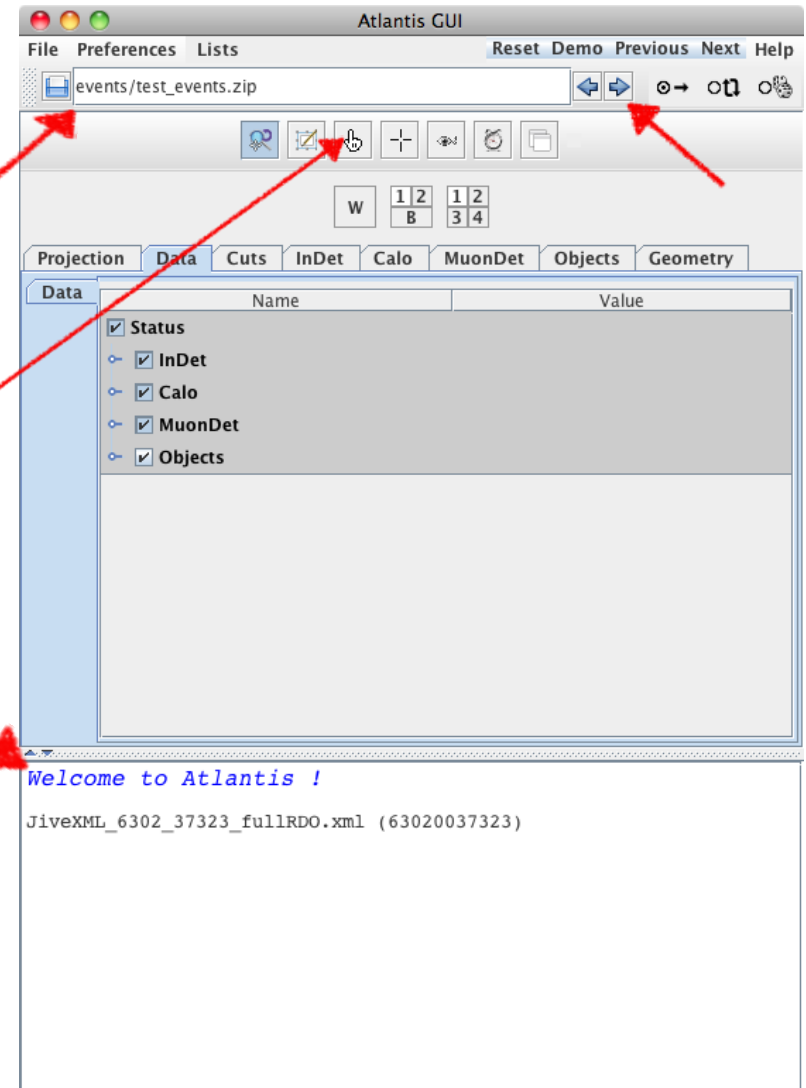 Atlantis GUI
File Preferences Lists Reset Demo Previous Next Help
events/test_events.zip
W 1 2 B 1 2 3 4
Projection Data Cuts InDet Calo MuonDet Objects Geometry
Data
Name Value
Status
InDet
Calo
MuonDet
Objects
Welcome to Atlantis !
JiveXML_6302_37323_fullRDO.xml (63020037323)